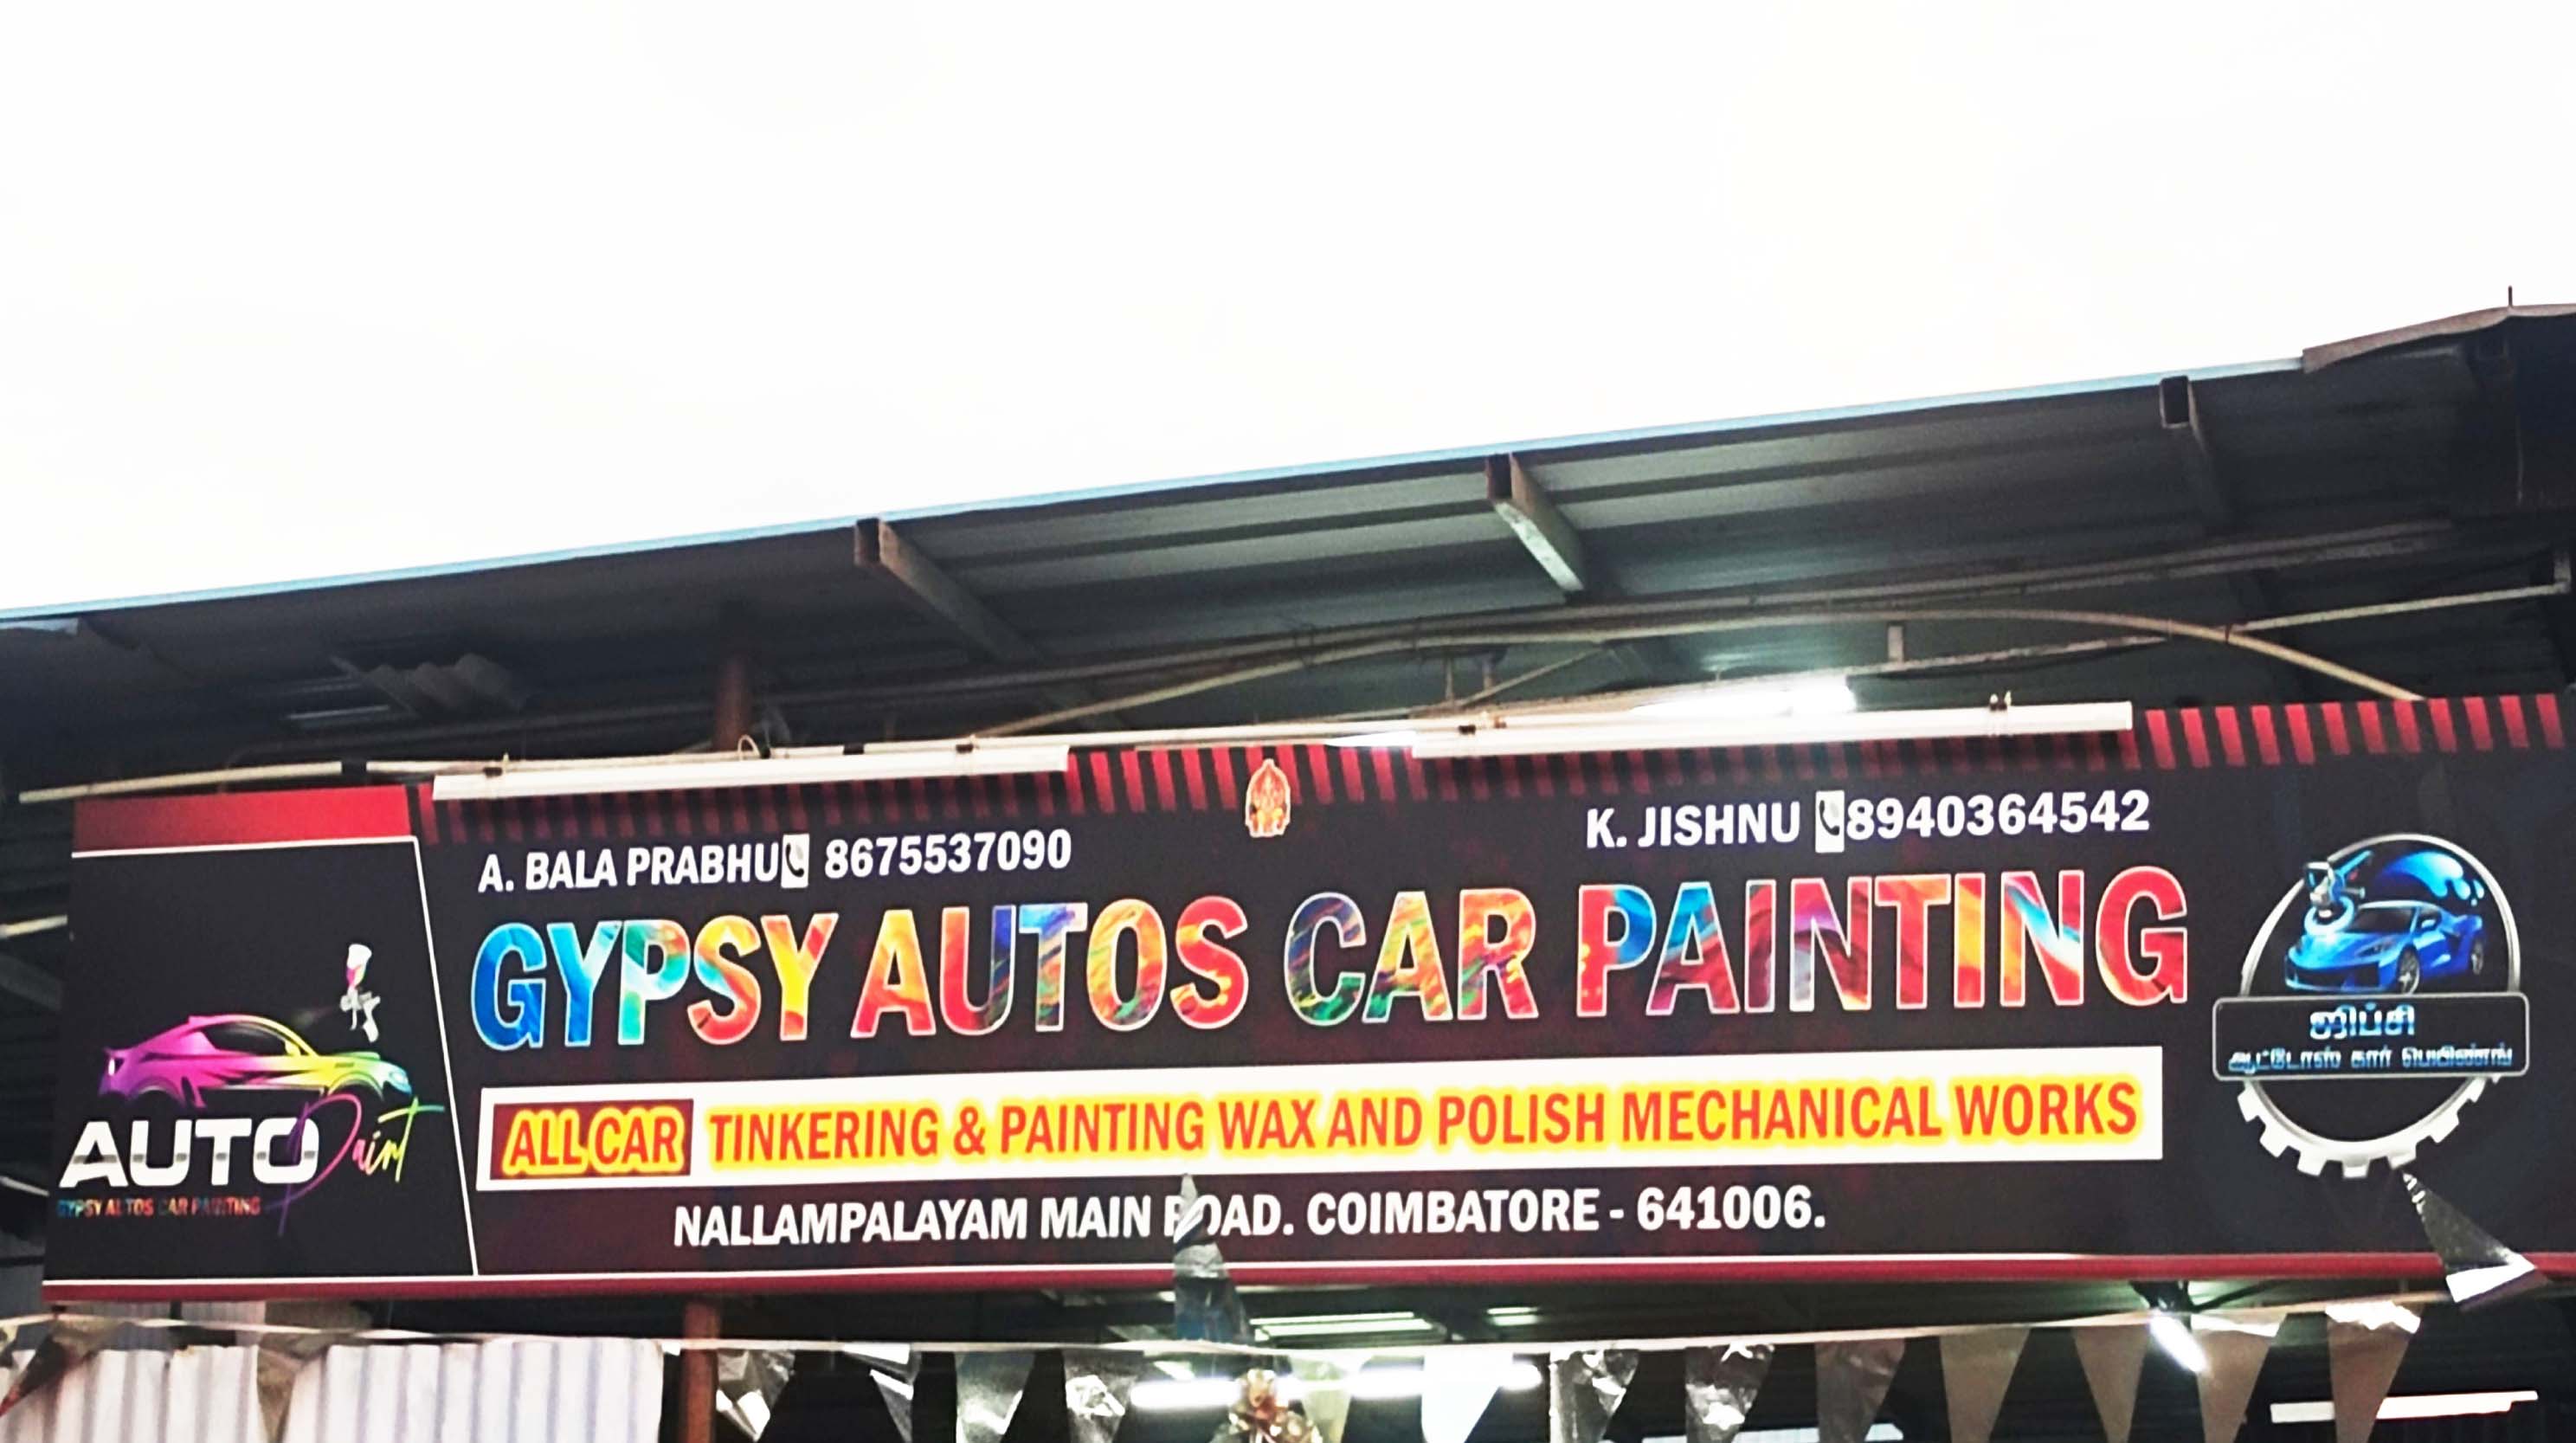 A. BALA PRABHU 8675537090
K. JISHNU 8940364542
GYPSY AUTOS CAR PAINTING
ALL CAR TINKERING & PAINTING WAX AND POLISH MECHANICAL WORKS
NALLAMPALAYAM MAIN ROAD. COIMBATORE - 641006.
AUTO Paint
GYPSY AUTOS CAR PAINTING
ஜிப்சி
ஆட்டோஸ் கார் பெயிண்டிங்